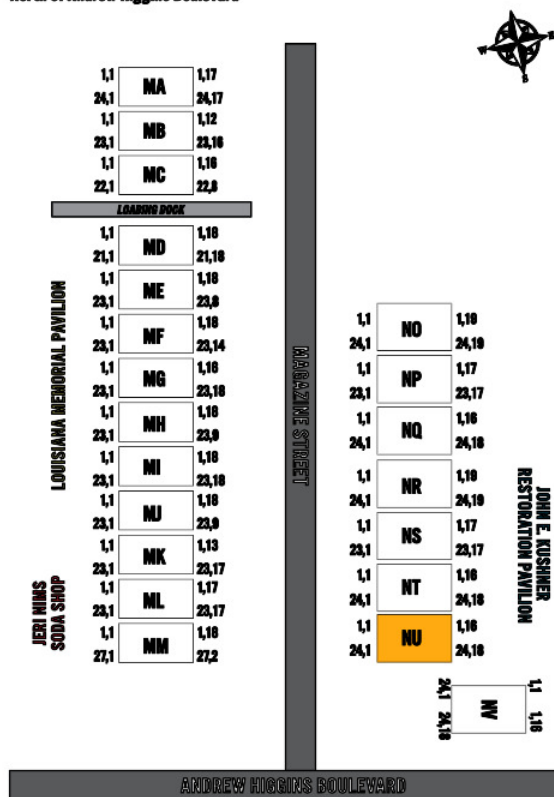 North of Andrew Higgins Boulevard
N
W
E
S
1,1 MA 1,17
24,1 24,17
1,1 MB 1,12
23,1 23,16
1,1 MC 1,16
22,1 22,8
LOADING DOCK
1,1 MD 1,18
21,1 21,18
1,1 ME 1,18
23,1 23,8
1,1 MF 1,18
23,1 23,14
1,1 MG 1,16
23,1 23,18
1,1 MH 1,18
23,1 23,9
1,1 MI 1,18
23,1 23,18
1,1 MJ 1,18
23,1 23,9
1,1 MK 1,13
23,1 23,17
1,1 ML 1,17
23,1 23,17
1,1 MM 1,18
27,1 27,2
LOUISIANA MEMORIAL PAVILION
JERI NIMS
SODA SHOP
MAGAZINE STREET
1,1 NO 1,19
24,1 24,19
1,1 NP 1,17
23,1 23,17
1,1 NQ 1,16
24,1 24,18
1,1 NR 1,19
24,1 24,19
1,1 NS 1,17
23,1 23,17
1,1 NT 1,16
24,1 24,18
1,1 NU 1,16
24,1 24,18
JOHN E. KUSHNER
RESTORATION PAVILION
1,1 NV 1,16
24,1 24,18
ANDREW HIGGINS BOULEVARD